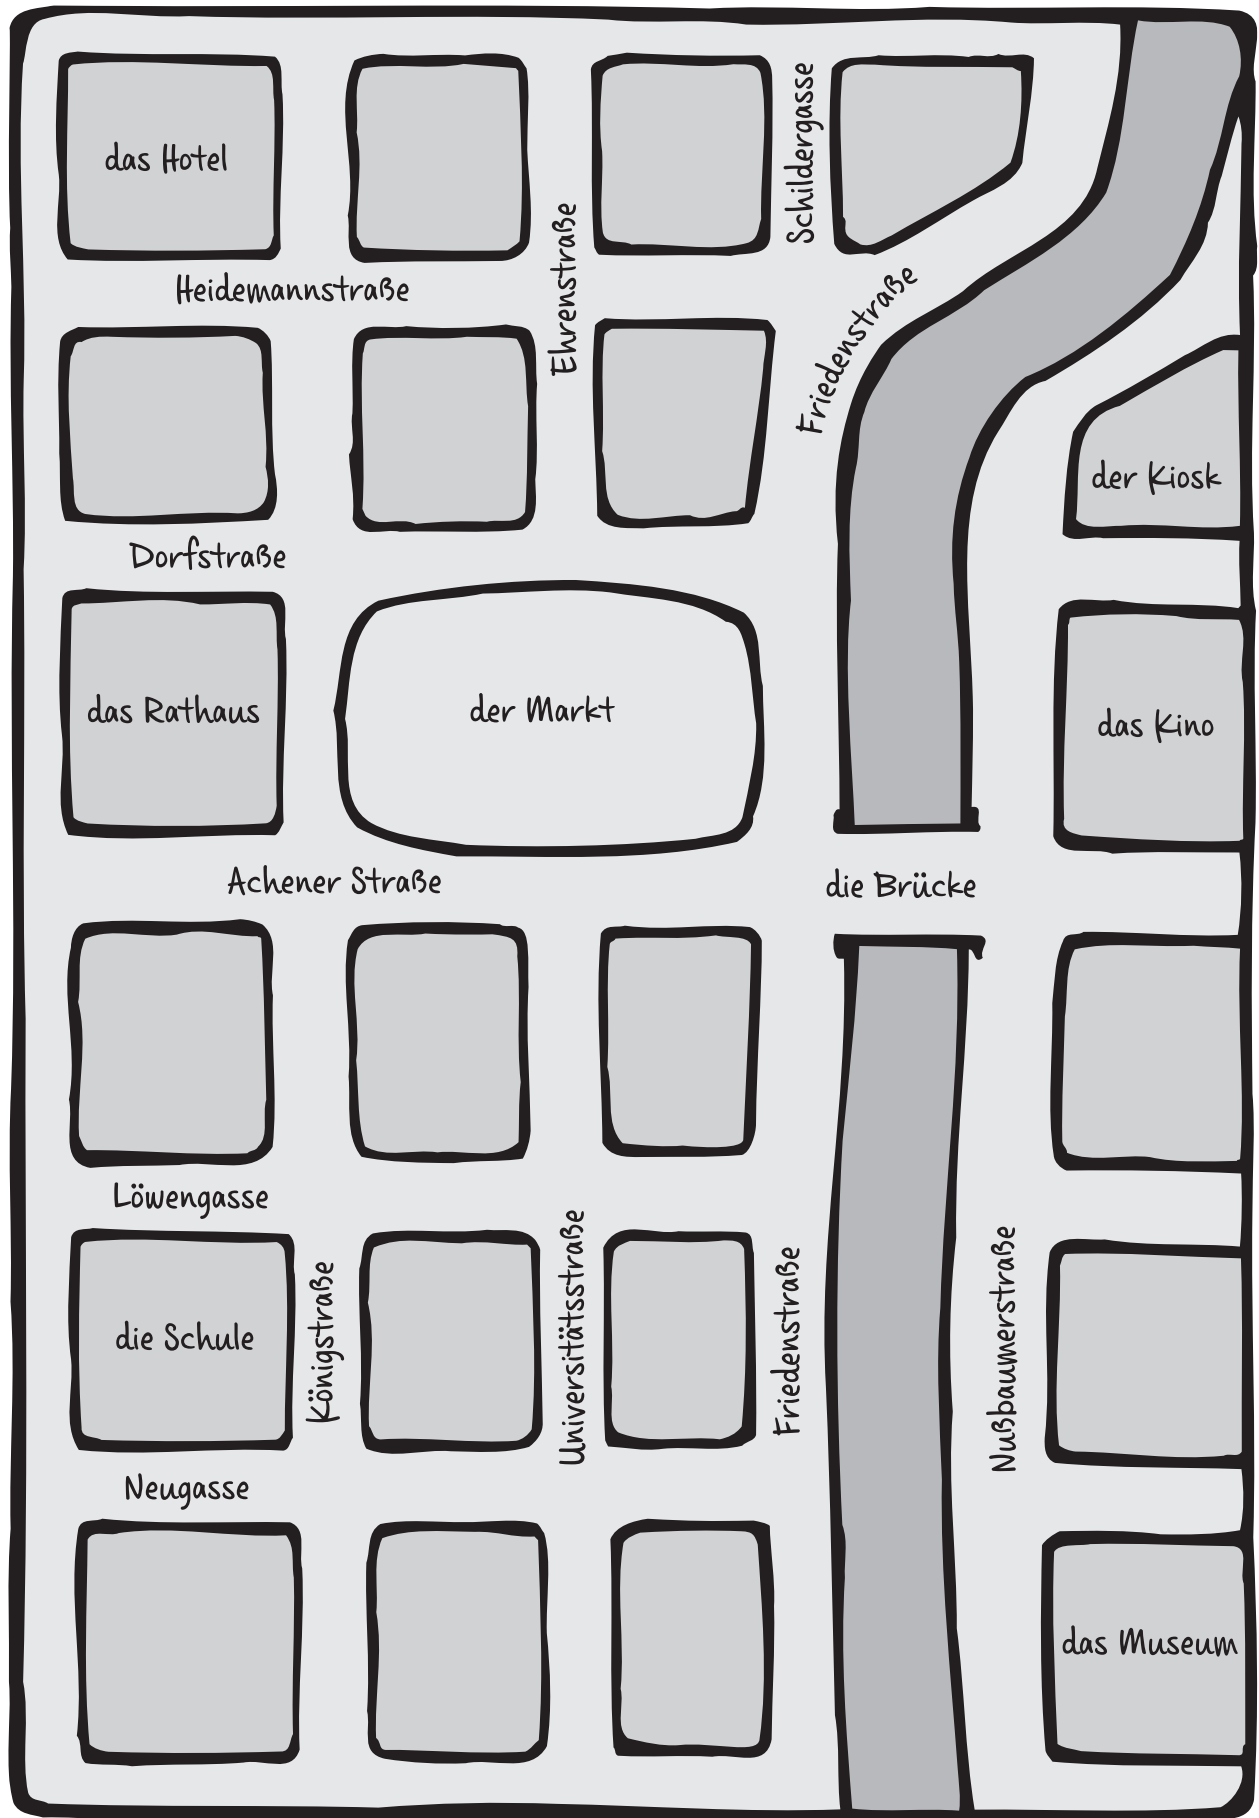 Schildergasse
das Hotel
Ehrenstraße
Heidemannstraße
Friedenstraße
der Kiosk
Dorfstraße
das Rathaus
der Markt
das Kino
Achener Straße
die Brücke
Löwengasse
die Schule
Königstraße
Universitätsstraße
Friedenstraße
Nußbaumerstraße
Neugasse
das Museum